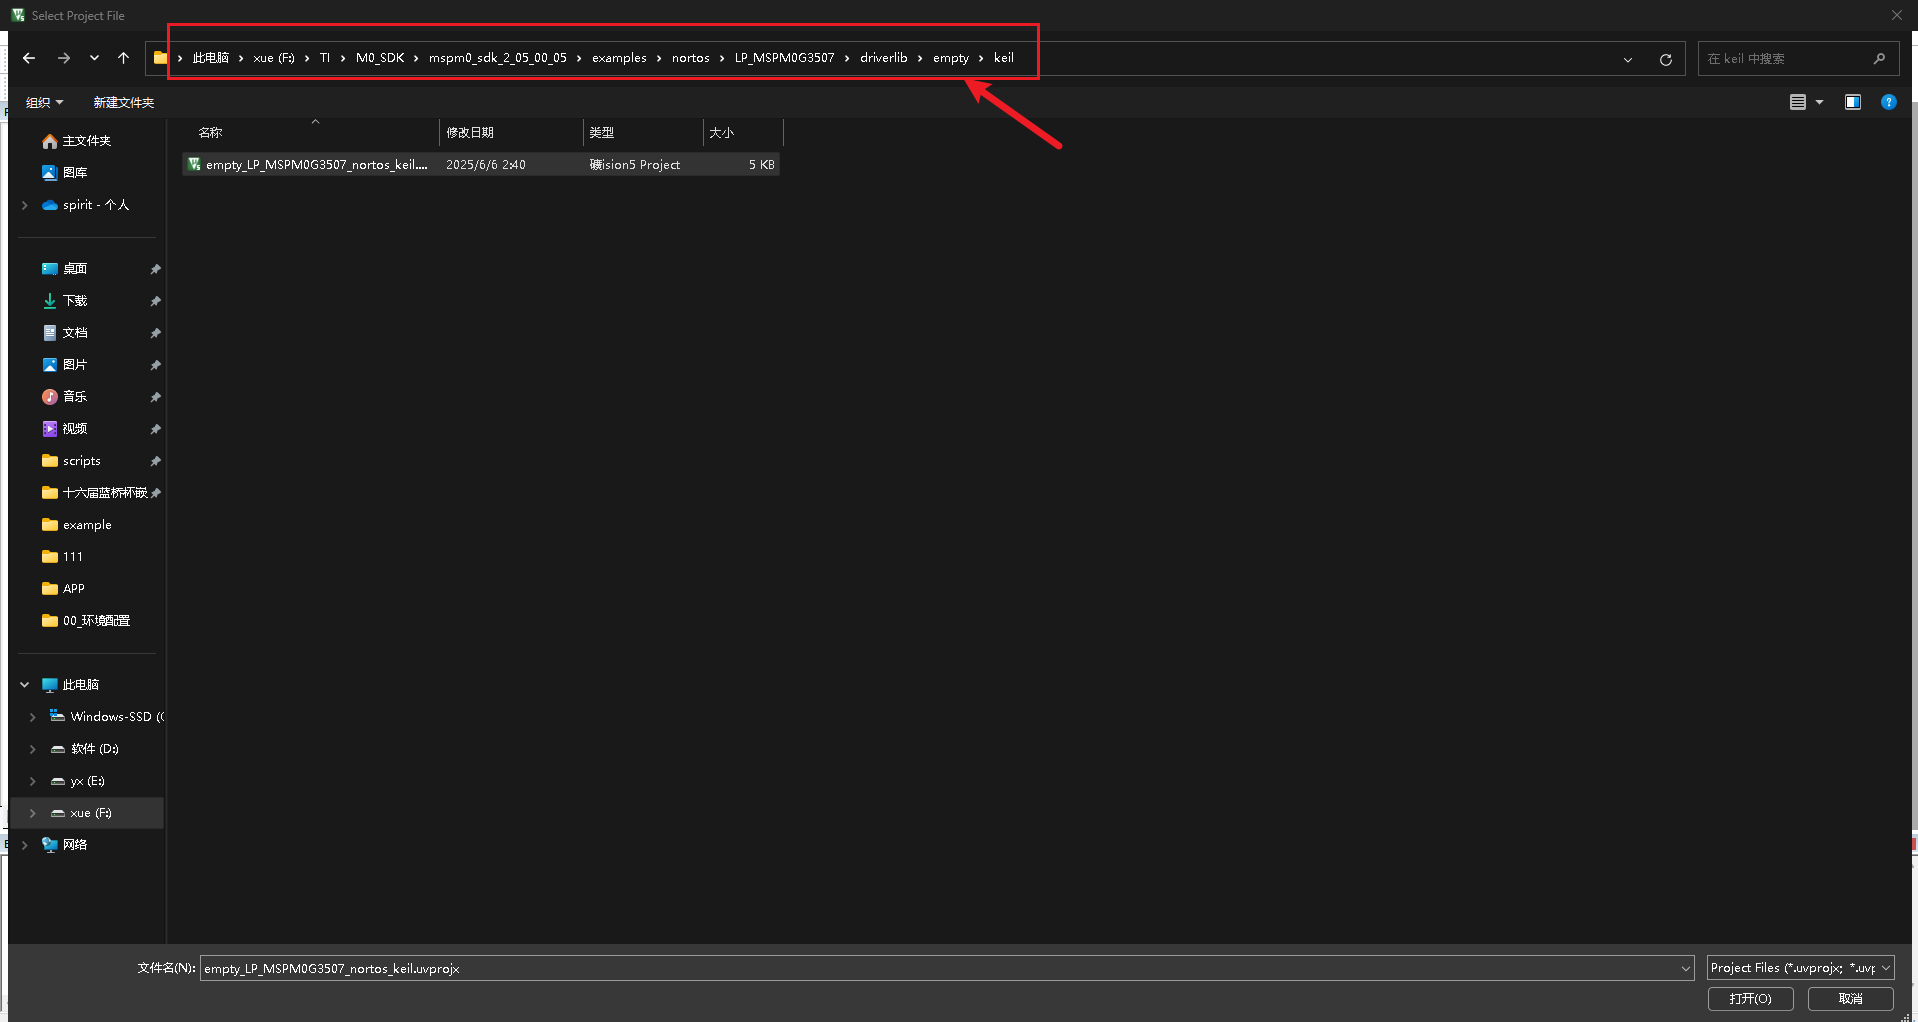 Select Project File
此电脑 › xue (F:) › TI › M0_SDK › mspm0_sdk_2_05_00_05 › examples › nortos › LP_MSPM0G3507 › driverlib › empty › keil
在 keil 中搜索
组织
新建文件夹
名称 修改日期 类型 大小
empty_LP_MSPM0G3507_nortos_keil.... 2025/6/6 2:40 礦ision5 Project 5 KB
主文件夹
图库
spirit - 个人
桌面
下载
文档
图片
音乐
视频
scripts
十六届蓝桥杯嵌
example
111
APP
00_环境配置
此电脑
Windows-SSD (C
软件 (D:)
yx (E:)
xue (F:)
网络
文件名(N): empty_LP_MSPM0G3507_nortos_keil.uvprojx
Project Files (*.uvprojx; *.uvp
打开(O)
取消